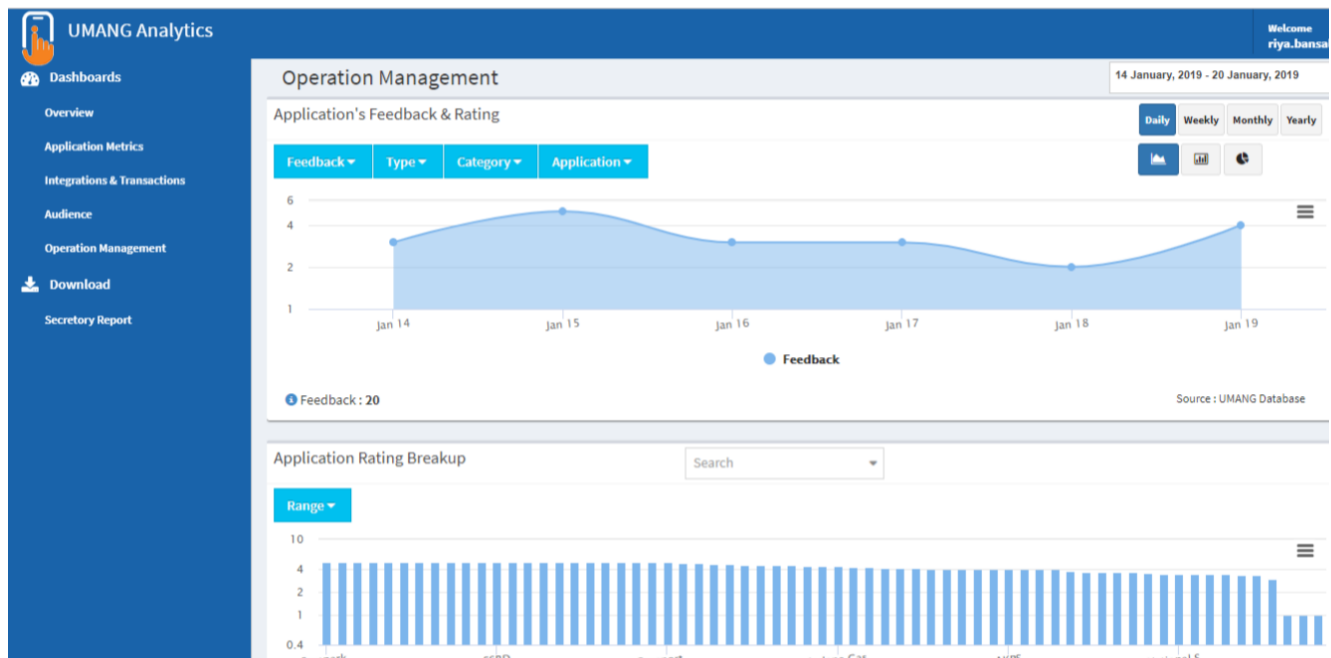 UMANG Analytics
Welcome
riya.bansal
Dashboards
Overview
Application Metrics
Integrations & Transactions
Audience
Operation Management
Download
Secretory Report
Operation Management
14 January, 2019 - 20 January, 2019
Application's Feedback & Rating
Daily Weekly Monthly Yearly
Feedback Type Category Application
6
4
2
1
Jan 14 Jan 15 Jan 16 Jan 17 Jan 18 Jan 19
Feedback
Feedback : 20
Source : UMANG Database
Application Rating Breakup
Search
Range
10
4
2
1
0.4